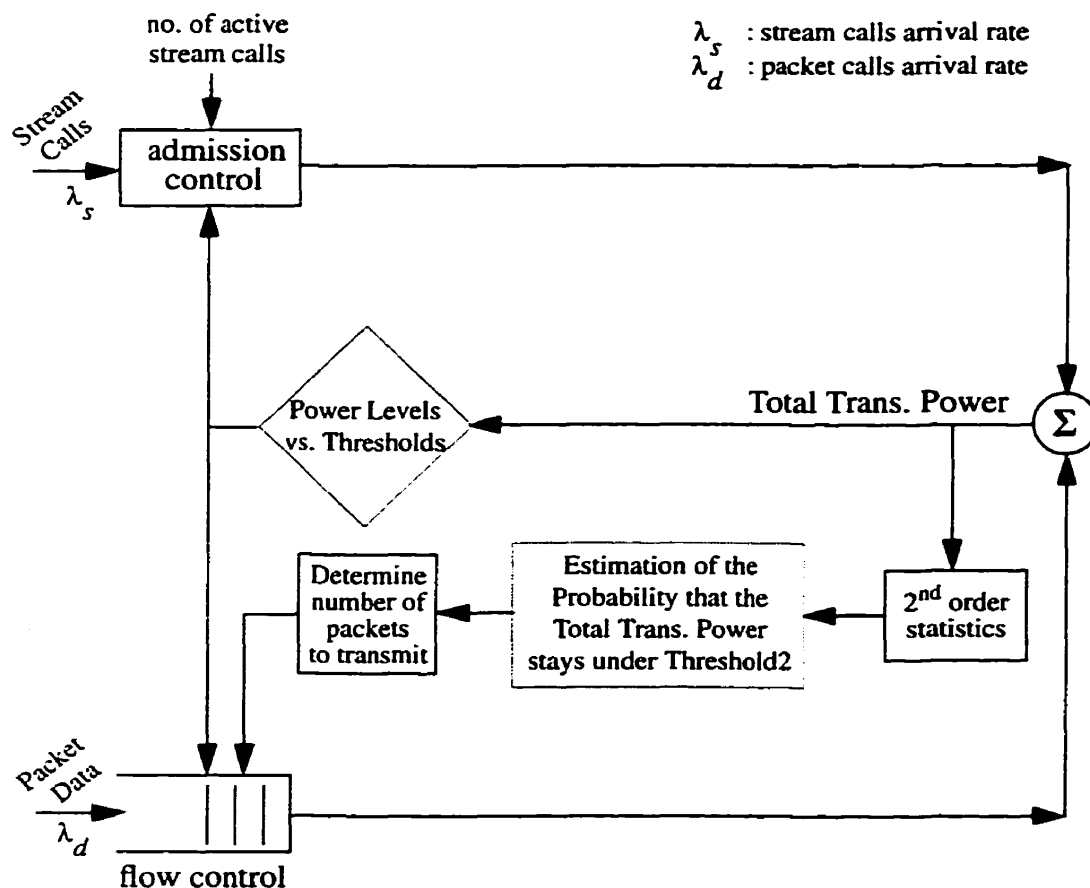 no. of active
stream calls
λs : stream calls arrival rate
λd : packet calls arrival rate
Stream
Calls
λs
admission
control
Power Levels
vs. Thresholds
Total Trans. Power
Σ
Determine
number of
packets
to transmit
Estimation of the
Probability that the
Total Trans. Power
stays under Threshold2
2nd order
statistics
Packet
Data
λd
flow control